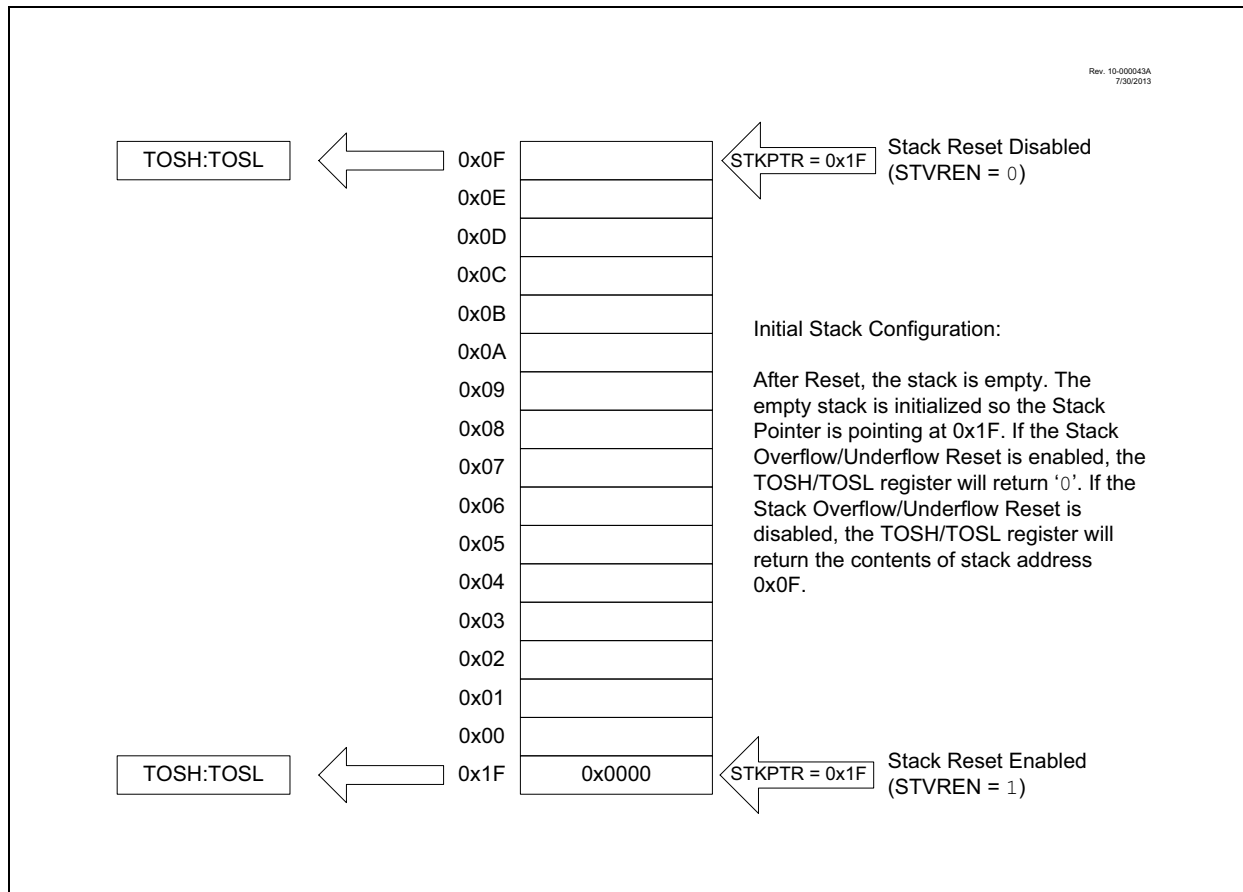 Rev. 10-000043A
7/30/2013
TOSH:TOSL
0x0F
STKPTR = 0x1F
Stack Reset Disabled
(STVREN = 0)
0x0E
0x0D
0x0C
0x0B
0x0A
0x09
0x08
0x07
0x06
0x05
0x04
0x03
0x02
0x01
0x00
Initial Stack Configuration:
After Reset, the stack is empty. The
empty stack is initialized so the Stack
Pointer is pointing at 0x1F. If the Stack
Overflow/Underflow Reset is enabled, the
TOSH/TOSL register will return ‘0’. If the
Stack Overflow/Underflow Reset is
disabled, the TOSH/TOSL register will
return the contents of stack address
0x0F.
TOSH:TOSL
0x1F
0x0000
STKPTR = 0x1F
Stack Reset Enabled
(STVREN = 1)